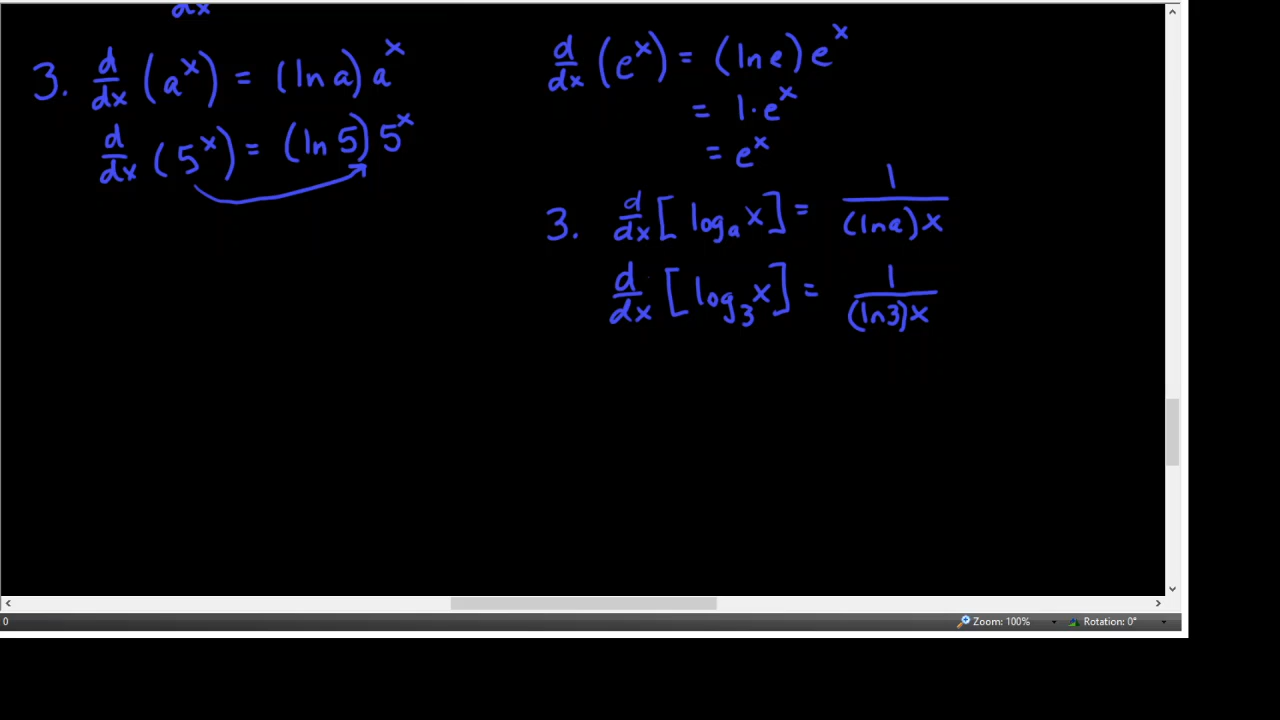 dx
3. d/dx (a^x) = (ln a) a^x
d/dx (5^x) = (ln 5) 5^x
d/dx (e^x) = (ln e) e^x
= 1 · e^x
= e^x
3. d/dx [log_a x] = 1/((ln a) x)
d/dx [log_3 x] = 1/((ln 3) x)
0
Zoom: 100%
Rotation: 0°